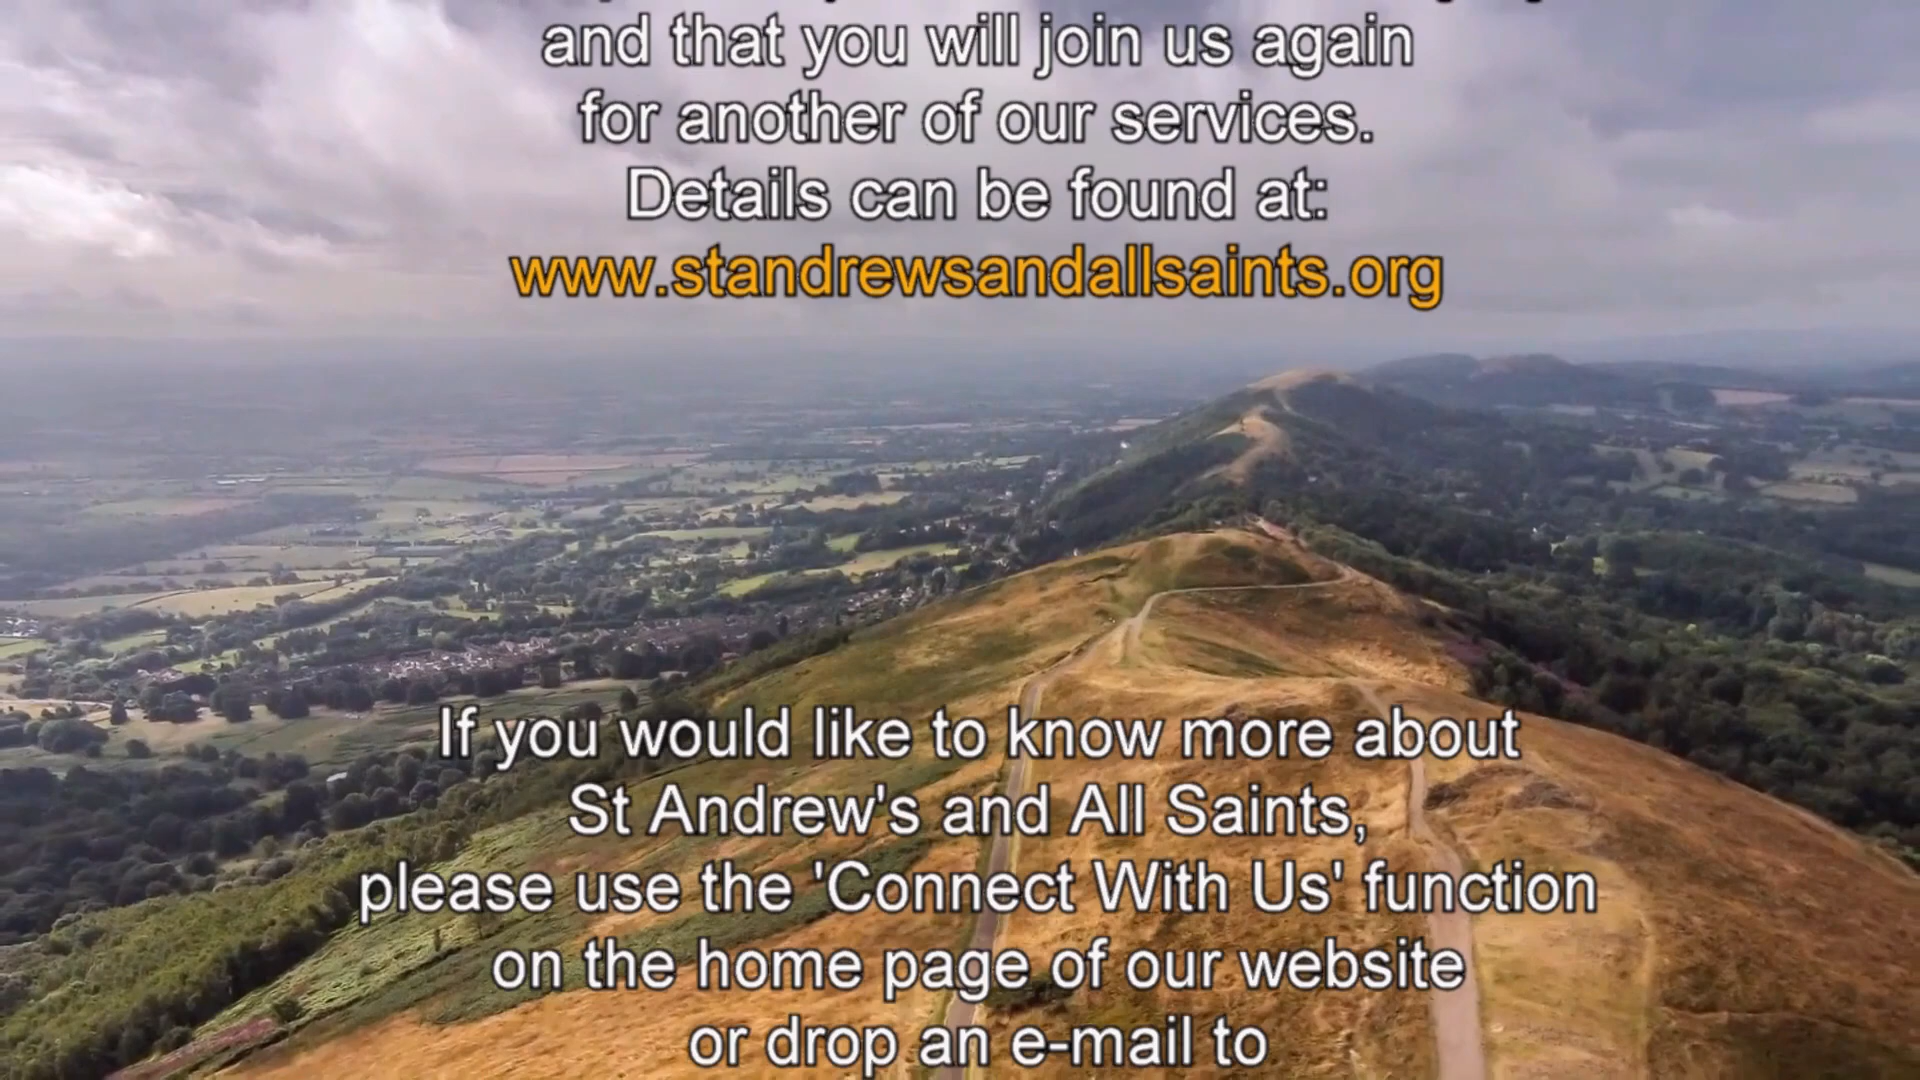 and that you will join us again
for another of our services.
Details can be found at:
www.standrewsandallsaints.org
If you would like to know more about
St Andrew's and All Saints,
please use the 'Connect With Us' function
on the home page of our website
or drop an e-mail to